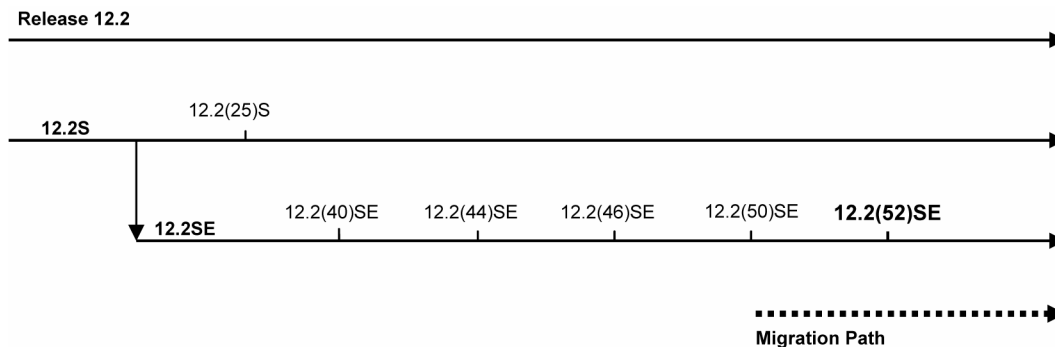 Release 12.2
12.2(25)S
12.2S
12.2(40)SE
12.2(44)SE
12.2(46)SE
12.2(50)SE
12.2(52)SE
12.2SE
Migration Path